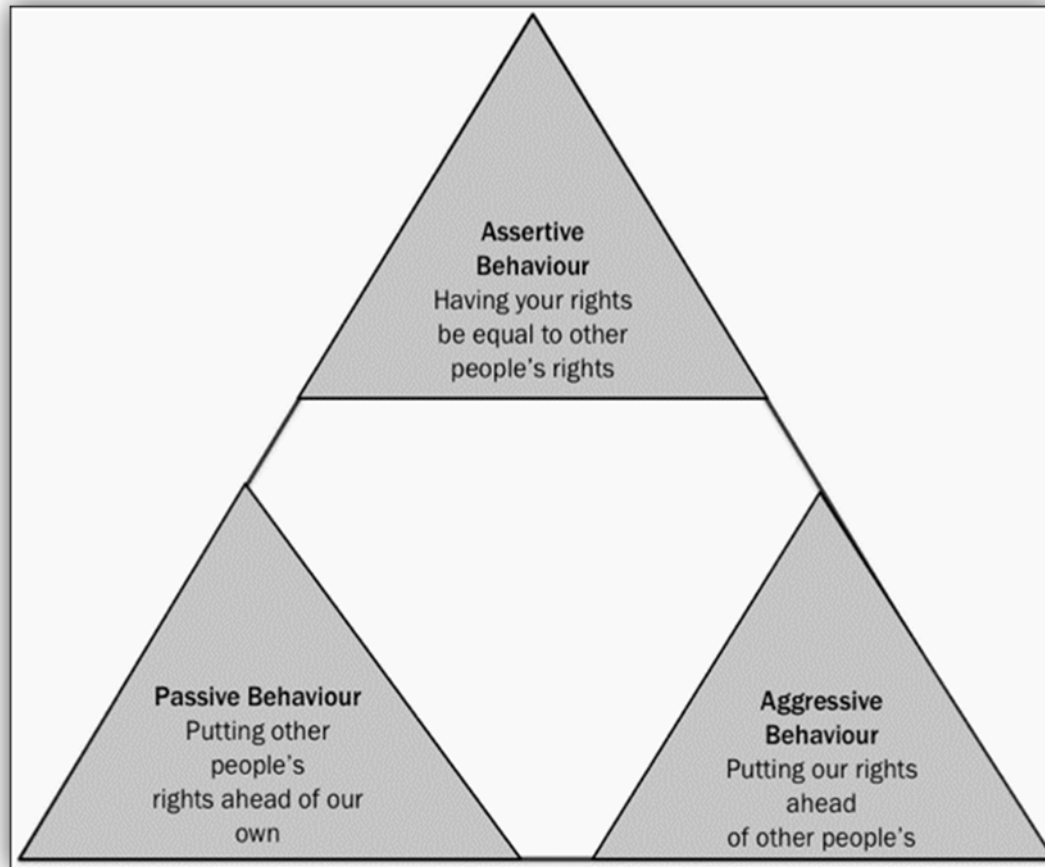 Assertive
Behaviour
Having your rights
be equal to other
people's rights
Passive Behaviour
Putting other
people's
rights ahead of our
own
Aggressive
Behaviour
Putting our rights
ahead
of other people's